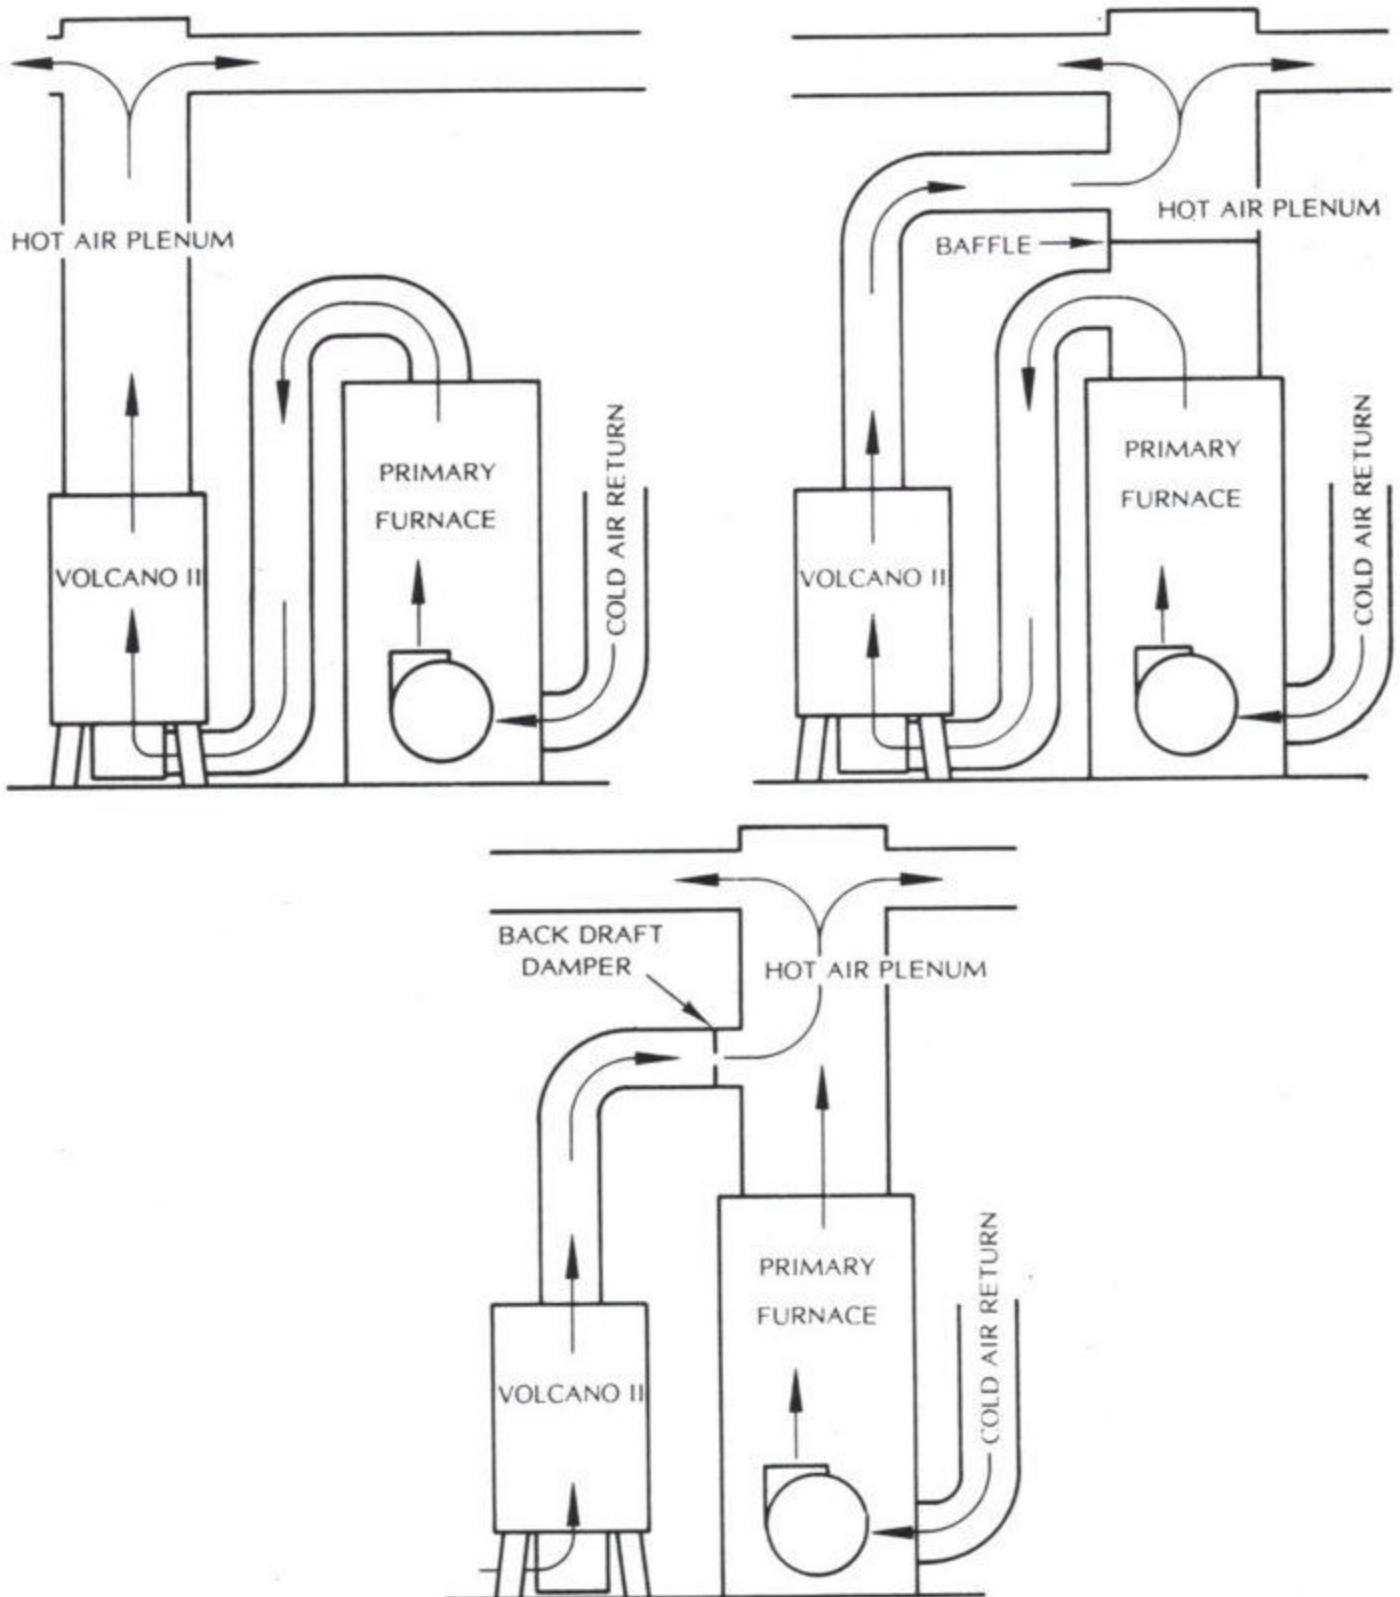 HOT AIR PLENUM
PRIMARY
FURNACE
VOLCANO II
COLD AIR RETURN
HOT AIR PLENUM
BAFFLE
PRIMARY
FURNACE
VOLCANO II
COLD AIR RETURN
BACK DRAFT
DAMPER
HOT AIR PLENUM
PRIMARY
FURNACE
VOLCANO II
COLD AIR RETURN